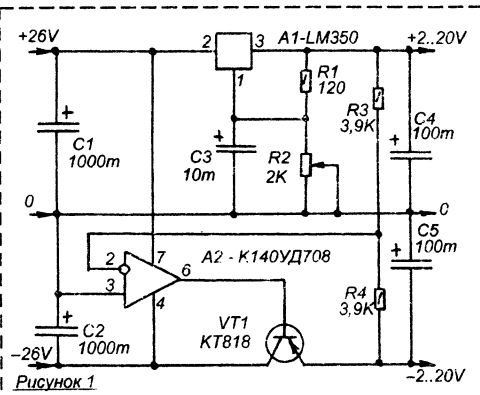 +26V
2
3
A1-LM350
+2..20V
1
R1
120
R3
3,9K
C1
1000m
C3
10m
R2
2K
C4
100m
0
0
C5
100m
2
3
7
6
4
A2 - К140УД708
R4
3,9K
VT1
КТ818
C2
1000m
-26V
-2..20V
Рисунок 1